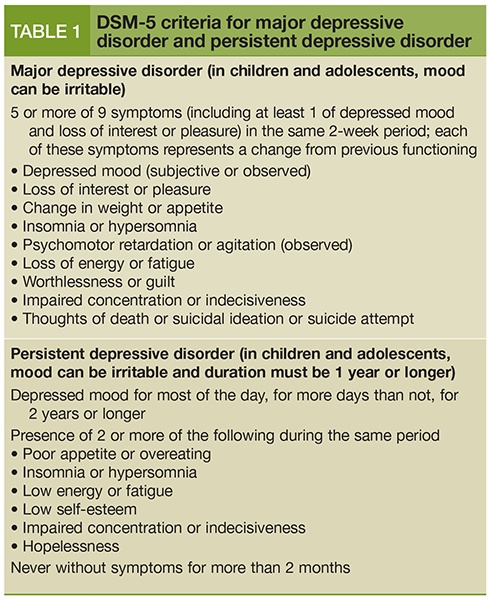 TABLE 1
DSM-5 criteria for major depressive
disorder and persistent depressive disorder
Major depressive disorder (in children and adolescents, mood
can be irritable)
5 or more of 9 symptoms (including at least 1 of depressed mood
and loss of interest or pleasure) in the same 2-week period; each
of these symptoms represents a change from previous functioning
• Depressed mood (subjective or observed)
• Loss of interest or pleasure
• Change in weight or appetite
• Insomnia or hypersomnia
• Psychomotor retardation or agitation (observed)
• Loss of energy or fatigue
• Worthlessness or guilt
• Impaired concentration or indecisiveness
• Thoughts of death or suicidal ideation or suicide attempt
Persistent depressive disorder (in children and adolescents,
mood can be irritable and duration must be 1 year or longer)
Depressed mood for most of the day, for more days than not, for
2 years or longer
Presence of 2 or more of the following during the same period
• Poor appetite or overeating
• Insomnia or hypersomnia
• Low energy or fatigue
• Low self-esteem
• Impaired concentration or indecisiveness
• Hopelessness
Never without symptoms for more than 2 months